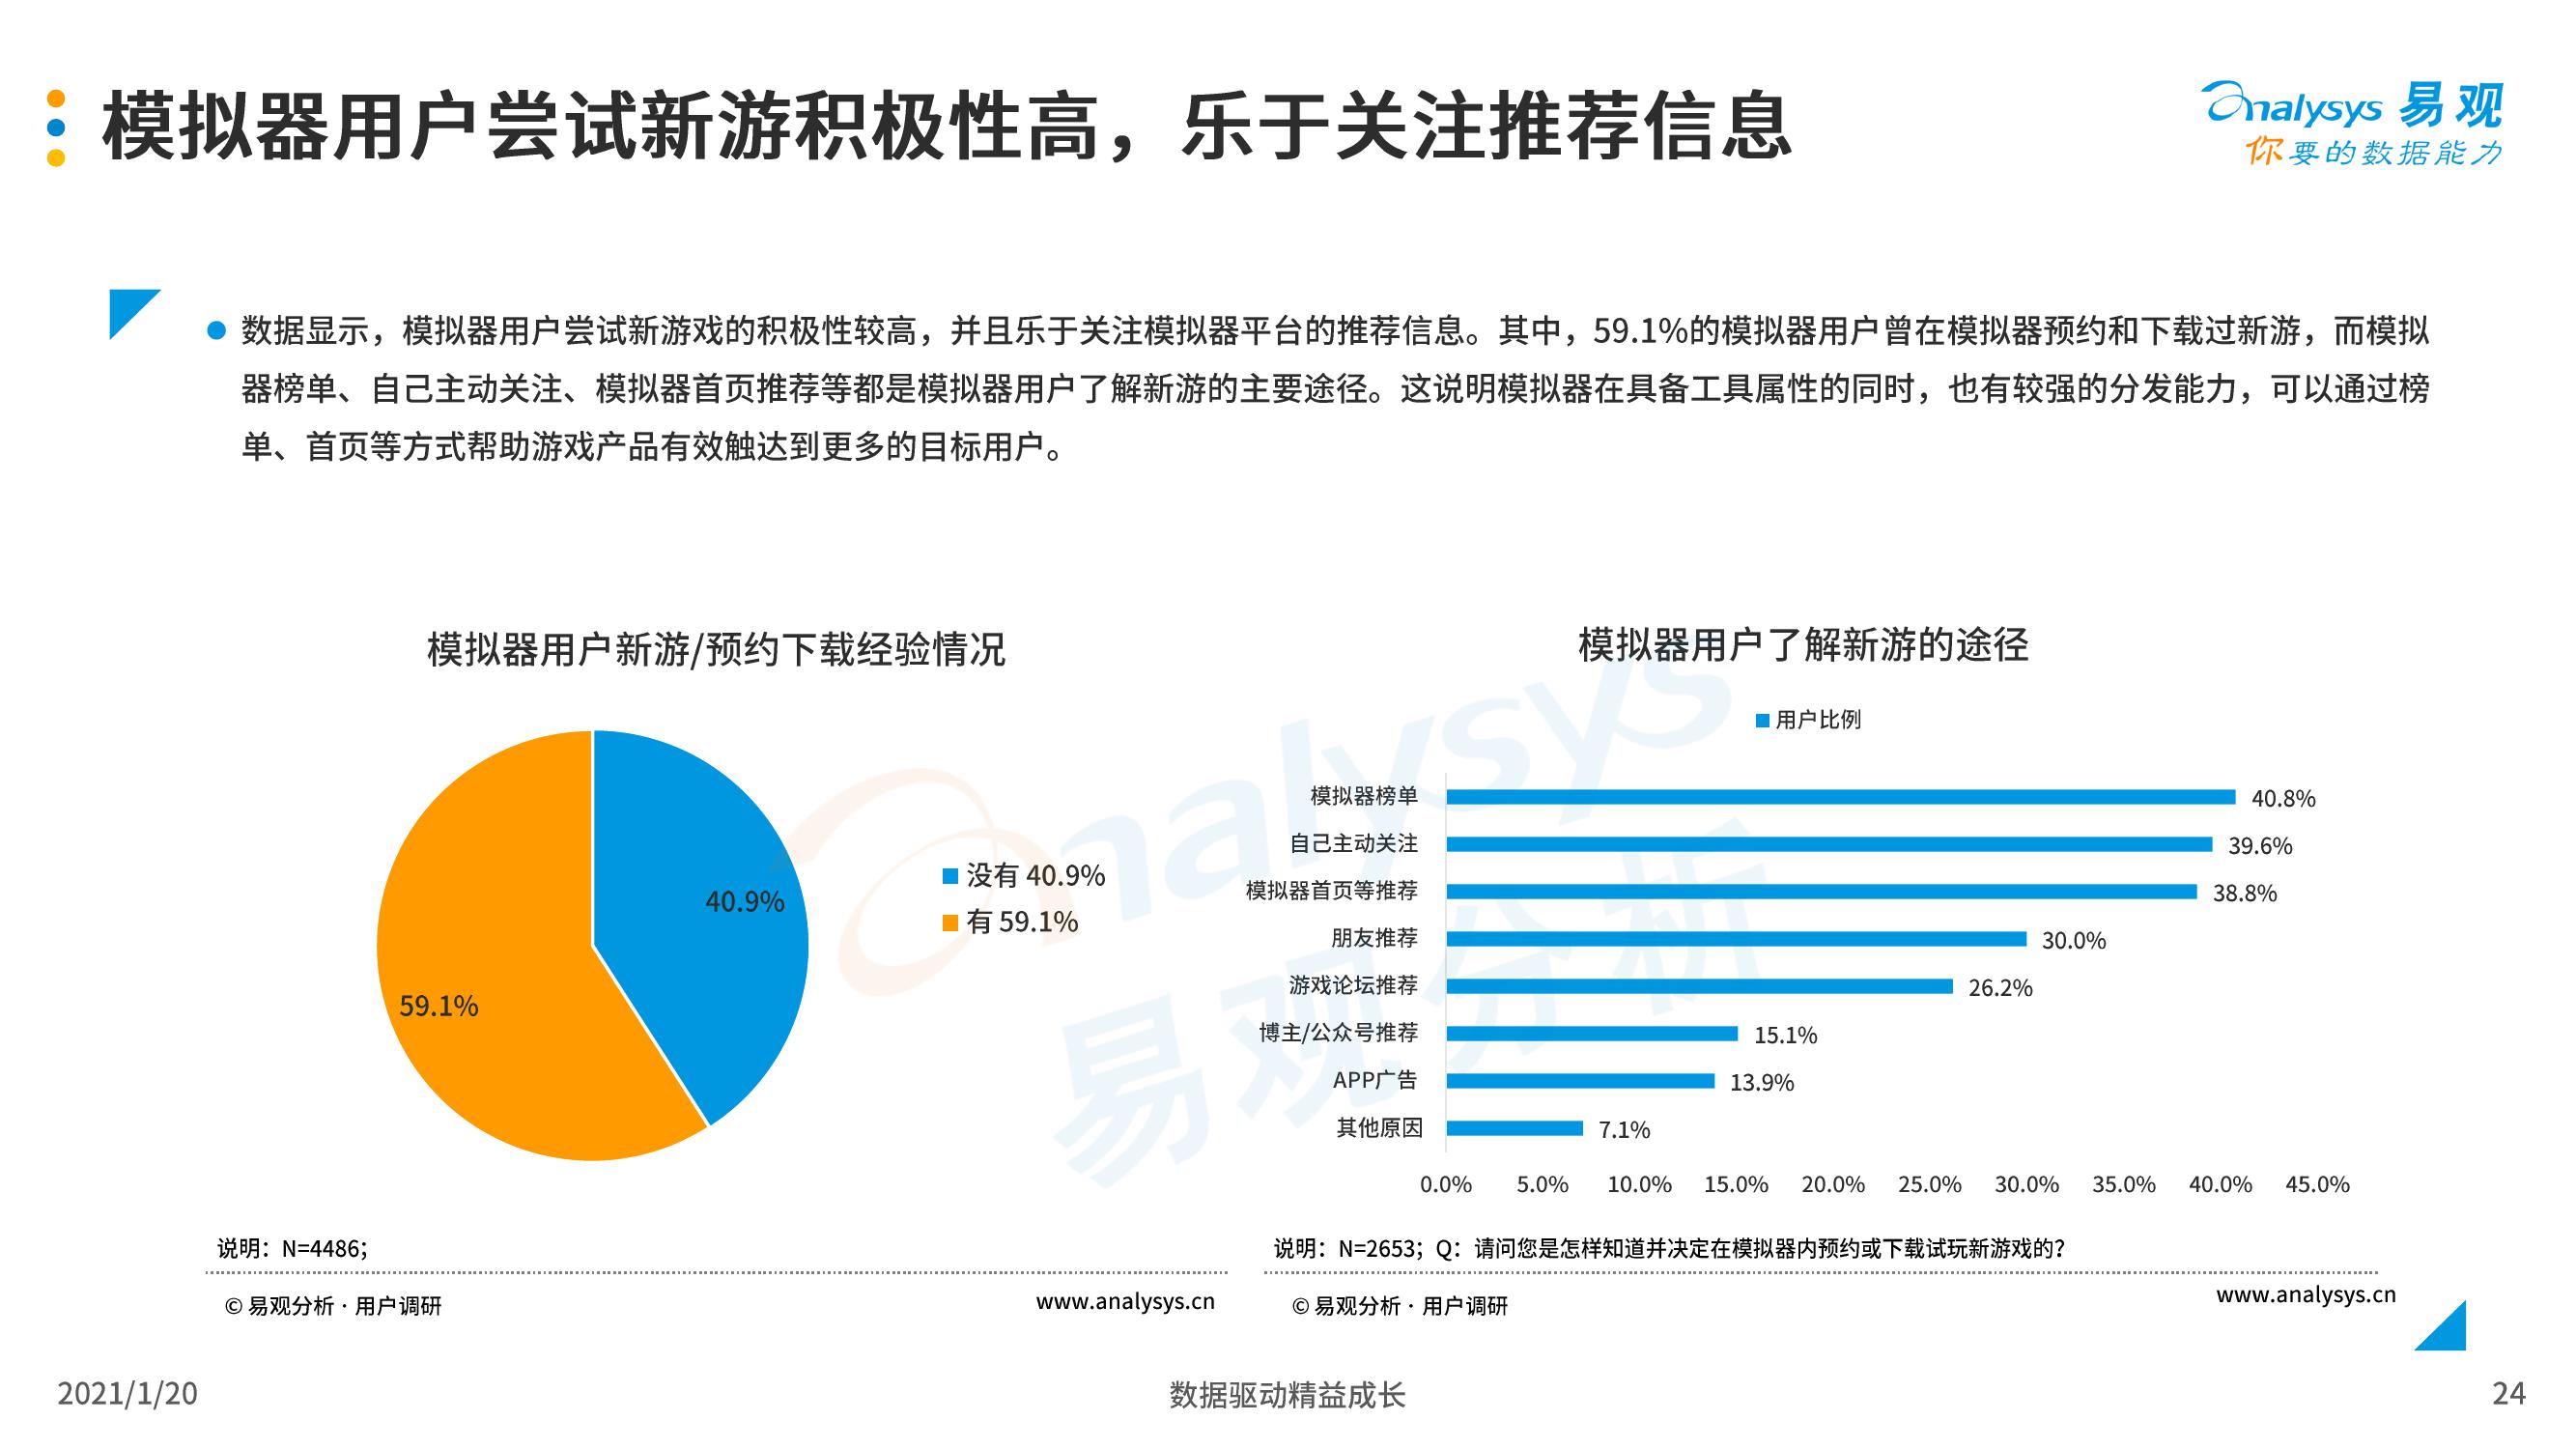 模拟器用户尝试新游积极性高，乐于关注推荐信息
analysys 易观
你要的数据能力
数据显示，模拟器用户尝试新游戏的积极性较高，并且乐于关注模拟器平台的推荐信息。其中，59.1%的模拟器用户曾在模拟器预约和下载过新游，而模拟
器榜单、自己主动关注、模拟器首页推荐等都是模拟器用户了解新游的主要途径。这说明模拟器在具备工具属性的同时，也有较强的分发能力，可以通过榜
单、首页等方式帮助游戏产品有效触达到更多的目标用户。
模拟器用户新游/预约下载经验情况
40.9%
59.1%
没有 40.9%
有 59.1%
说明：N=4486；
© 易观分析 · 用户调研
www.analysys.cn
模拟器用户了解新游的途径
用户比例
模拟器榜单 40.8%
自己主动关注 39.6%
模拟器首页等推荐 38.8%
朋友推荐 30.0%
游戏论坛推荐 26.2%
博主/公众号推荐 15.1%
APP广告 13.9%
其他原因 7.1%
0.0% 5.0% 10.0% 15.0% 20.0% 25.0% 30.0% 35.0% 40.0% 45.0%
说明：N=2653；Q：请问您是怎样知道并决定在模拟器内预约或下载试玩新游戏的？
© 易观分析 · 用户调研
www.analysys.cn
analysys
易观分析
2021/1/20
数据驱动精益成长
24